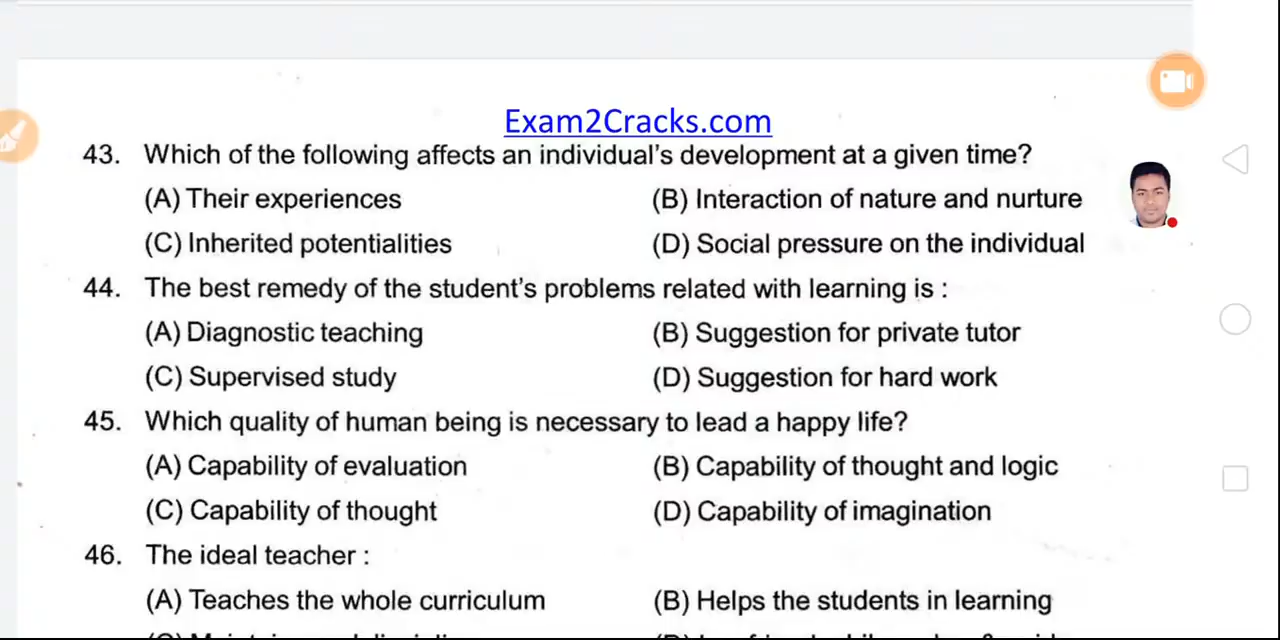 Exam2Cracks.com
43. Which of the following affects an individual's development at a given time?
(A) Their experiences (B) Interaction of nature and nurture
(C) Inherited potentialities (D) Social pressure on the individual
44. The best remedy of the student's problems related with learning is :
(A) Diagnostic teaching (B) Suggestion for private tutor
(C) Supervised study (D) Suggestion for hard work
45. Which quality of human being is necessary to lead a happy life?
(A) Capability of evaluation (B) Capability of thought and logic
(C) Capability of thought (D) Capability of imagination
46. The ideal teacher :
(A) Teaches the whole curriculum (B) Helps the students in learning